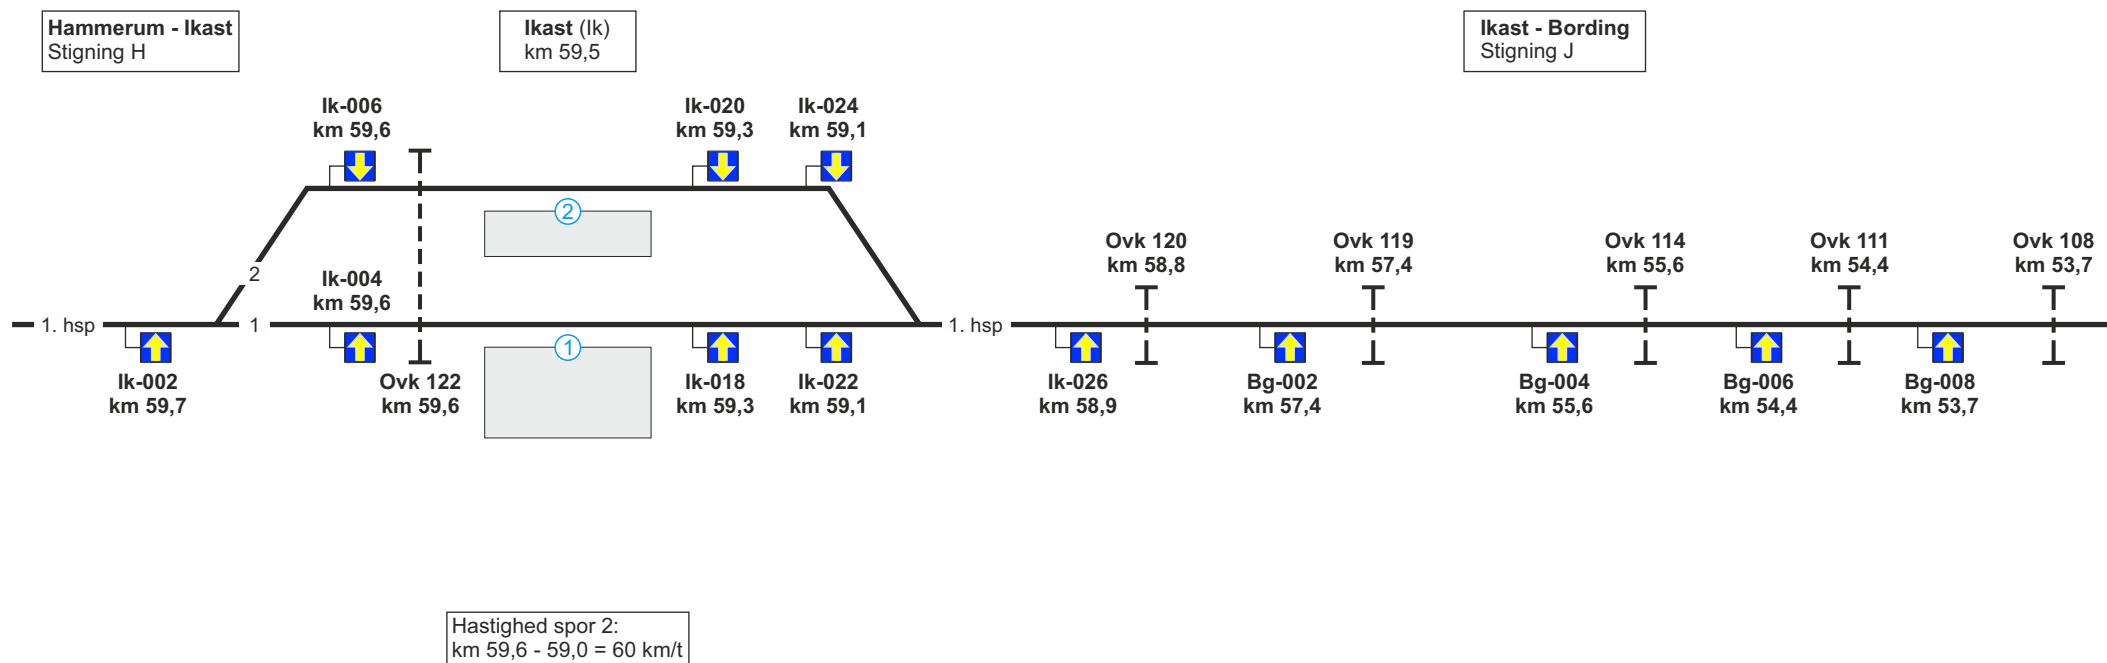 Hammerum - Ikast
Stigning H
Ikast (Ik)
km 59,5
Ikast - Bording
Stigning J
Ik-006
km 59,6
Ik-020
km 59,3
Ik-024
km 59,1
2
2
Ik-004
km 59,6
Ovk 120
km 58,8
Ovk 119
km 57,4
Ovk 114
km 55,6
Ovk 111
km 54,4
Ovk 108
km 53,7
1. hsp
1
1
1. hsp
Ik-002
km 59,7
Ovk 122
km 59,6
Ik-018
km 59,3
Ik-022
km 59,1
Ik-026
km 58,9
Bg-002
km 57,4
Bg-004
km 55,6
Bg-006
km 54,4
Bg-008
km 53,7
Hastighed spor 2:
km 59,6 - 59,0 = 60 km/t